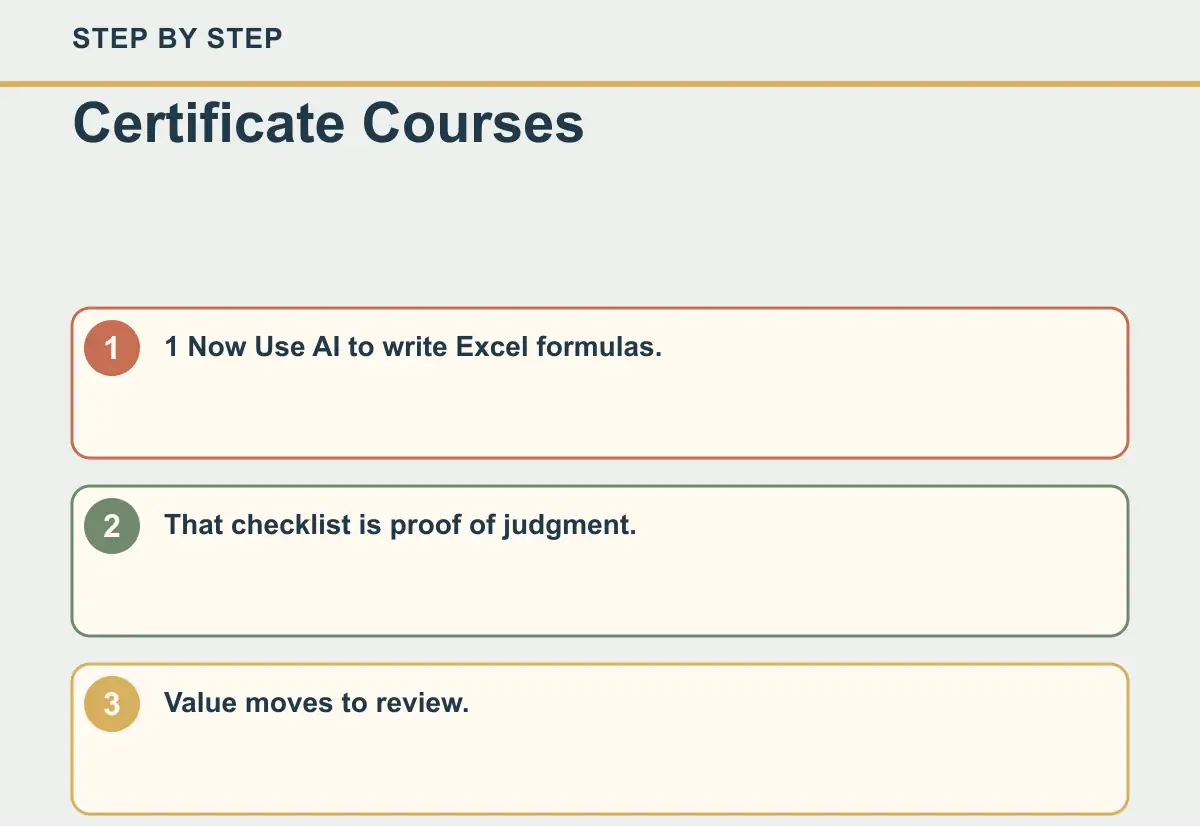 STEP BY STEP
Certificate Courses
1
1 Now Use AI to write Excel formulas.
2
That checklist is proof of judgment.
3
Value moves to review.